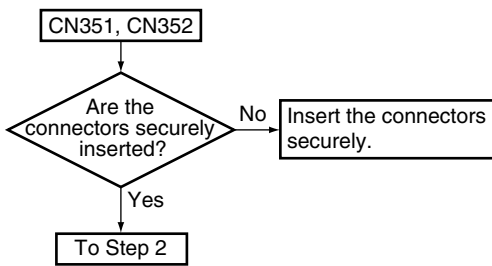 CN351, CN352
Are the
connectors securely
inserted?
No
Insert the connectors
securely.
Yes
To Step 2